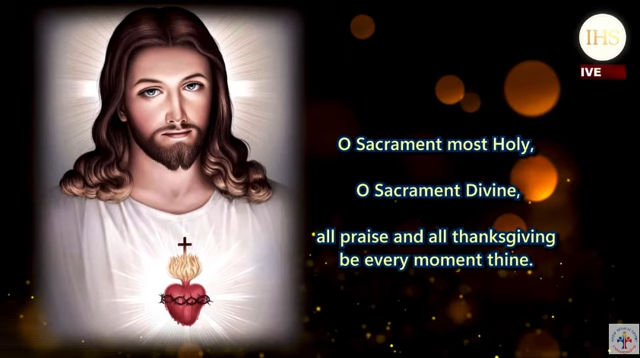 IHS
IVE
O Sacrament most Holy,
O Sacrament Divine,
all praise and all thanksgiving
be every moment thine.